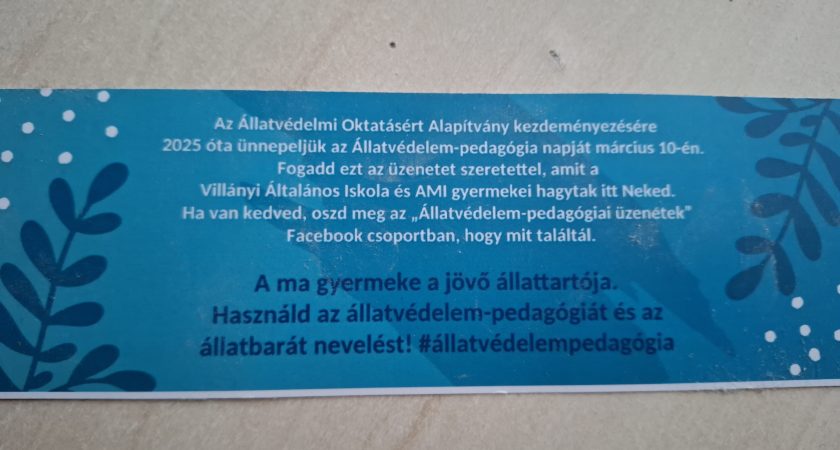 Az Állatvédelmi Oktatásért Alapítvány kezdeményezésére
2025 óta ünnepeljük az Állatvédelem-pedagógia napját március 10-én.
Fogadd ezt az üzenetet szeretettel, amit a
Villányi Általános Iskola és AMI gyermekei hagytak itt Neked.
Ha van kedved, oszd meg az „Állatvédelem-pedagógiai üzenetek”
Facebook csoportban, hogy mit találtál.
A ma gyermeke a jövő állattartója.
Használd az állatvédelem-pedagógiát és az
állatbarát nevelést! #állatvédelempedagógia